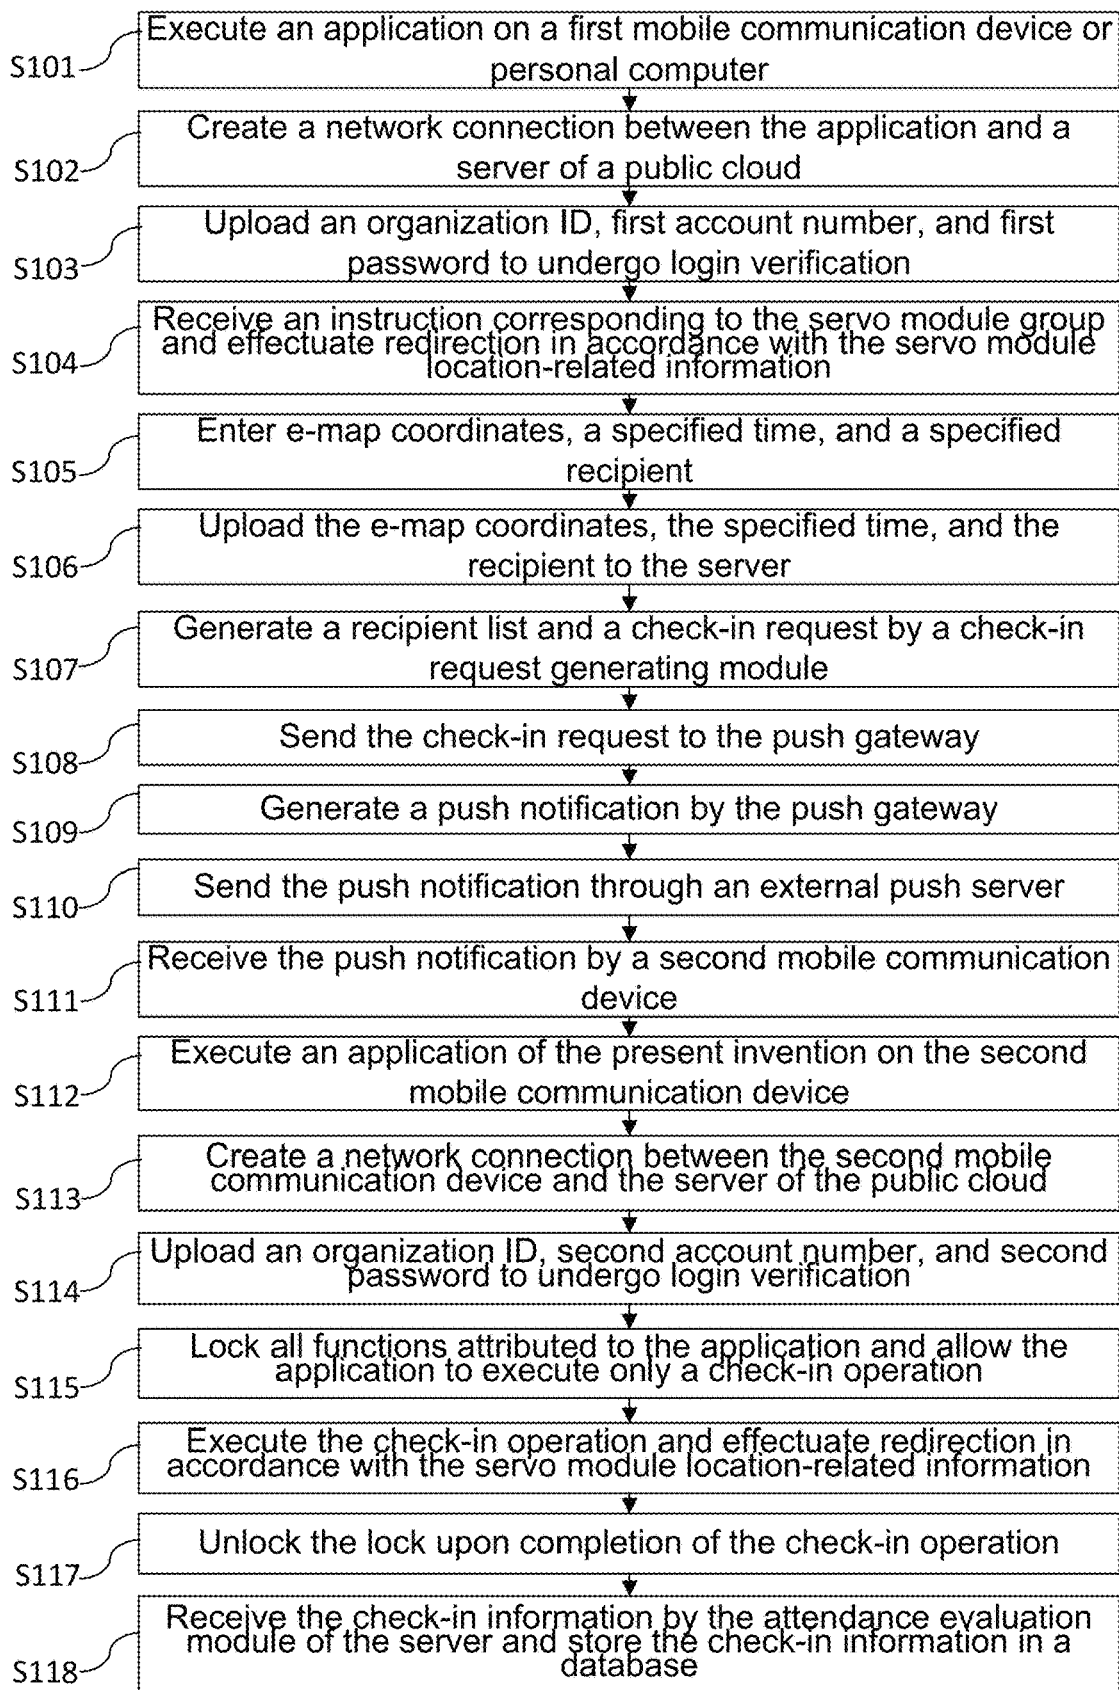 Execute an application on a first mobile communication device or
personal computer
S101
Create a network connection between the application and a
server of a public cloud
S102
Upload an organization ID, first account number, and first
password to undergo login verification
S103
Receive an instruction corresponding to the servo module group
and effectuate redirection in accordance with the servo module
location-related information
S104
Enter e-map coordinates, a specified time, and a specified
recipient
S105
Upload the e-map coordinates, the specified time, and the
recipient to the server
S106
Generate a recipient list and a check-in request by a check-in
request generating module
S107
Send the check-in request to the push gateway
S108
Generate a push notification by the push gateway
S109
Send the push notification through an external push server
S110
Receive the push notification by a second mobile communication
device
S111
Execute an application of the present invention on the second
mobile communication device
S112
Create a network connection between the second mobile
communication device and the server of the public cloud
S113
Upload an organization ID, second account number, and second
password to undergo login verification
S114
Lock all functions attributed to the application and allow the
application to execute only a check-in operation
S115
Execute the check-in operation and effectuate redirection in
accordance with the servo module location-related information
S116
Unlock the lock upon completion of the check-in operation
S117
Receive the check-in information by the attendance evaluation
module of the server and store the check-in information in a
database
S118